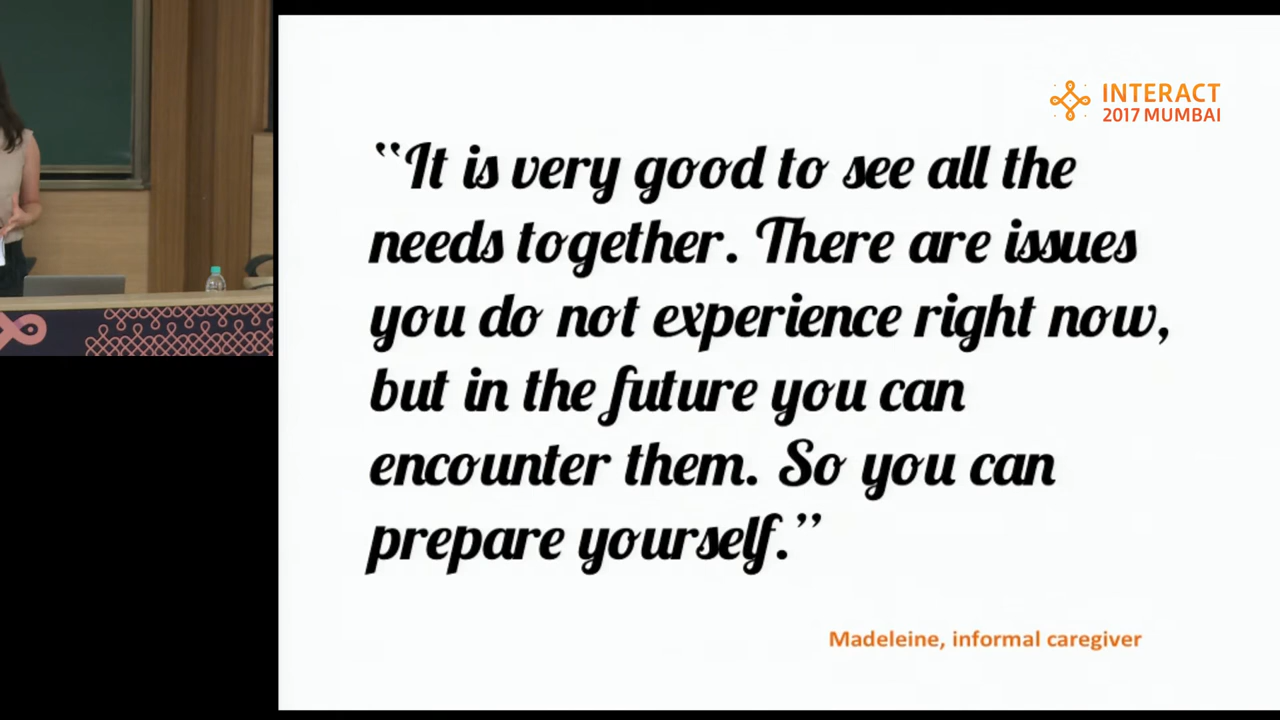 INTERACT
2017 MUMBAI
“It is very good to see all the
needs together. There are issues
you do not experience right now,
but in the future you can
encounter them. So you can
prepare yourself.”
Madeleine, informal caregiver